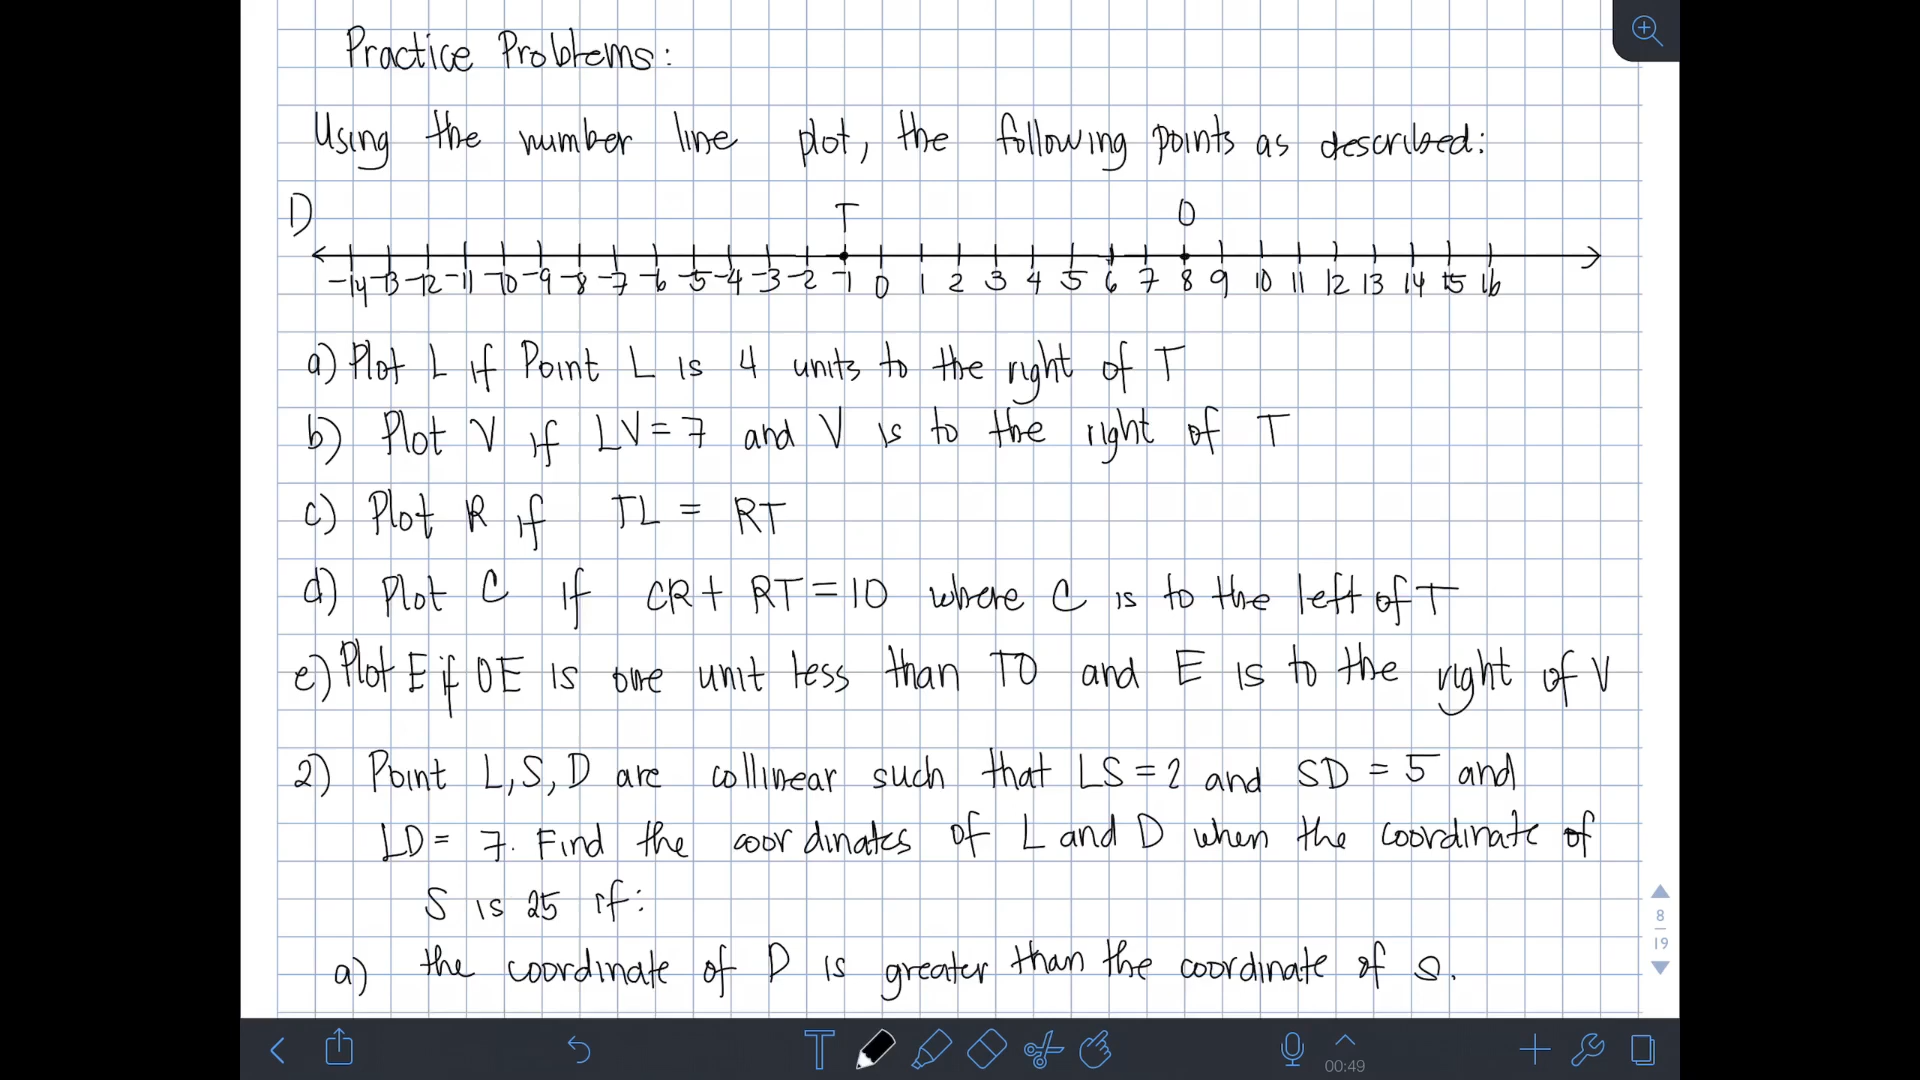 Practice Problems:
Using the number line plot, the following points as described:
D T O
-14 -13 -12 -11 -10 -9 -8 -7 -6 -5 -4 -3 -2 -1 0 1 2 3 4 5 6 7 8 9 10 11 12 13 14 15 16
a) Plot L if Point L is 4 units to the right of T
b) Plot V if LV = 7 and V is to the right of T
c) Plot R if TL = RT
d) Plot C if CR + RT = 10 where C is to the left of T
e) Plot E if OE is one unit less than TO and E is to the right of V
2) Point L, S, D are collinear such that LS = 2 and SD = 5 and
LD = 7. Find the coordinates of L and D when the coordinate of
S is 25 if:
a) the coordinate of D is greater than the coordinate of S.
8
19
T
00:49